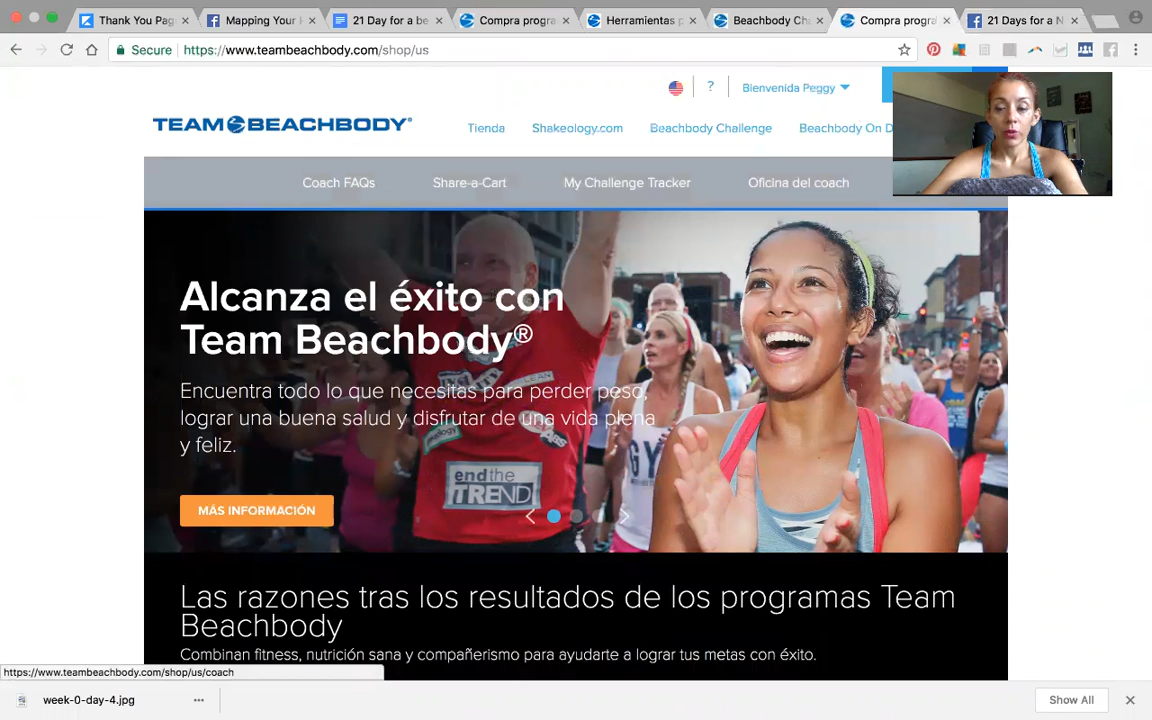 Thank You Pag
Mapping Your
21 Day for a be
Compra progra
Herramientas p
Beachbody Cha
Compra progra
21 Days for a N
Secure https://www.teambeachbody.com/shop/us
? Bienvenida Peggy
TEAM BEACHBODY
Tienda Shakeology.com Beachbody Challenge Beachbody On D
Coach FAQs Share-a-Cart My Challenge Tracker Oficina del coach
Alcanza el éxito con
Team Beachbody®
Encuentra todo lo que necesitas para perder peso,
lograr una buena salud y disfrutar de una vida plena
y feliz.
end the
TREND
MÁS INFORMACIÓN
Las razones tras los resultados de los programas Team
Beachbody
Combinan fitness, nutrición sana y compañerismo para ayudarte a lograr tus metas con éxito.
https://www.teambeachbody.com/shop/us/coach
week-0-day-4.jpg
Show All